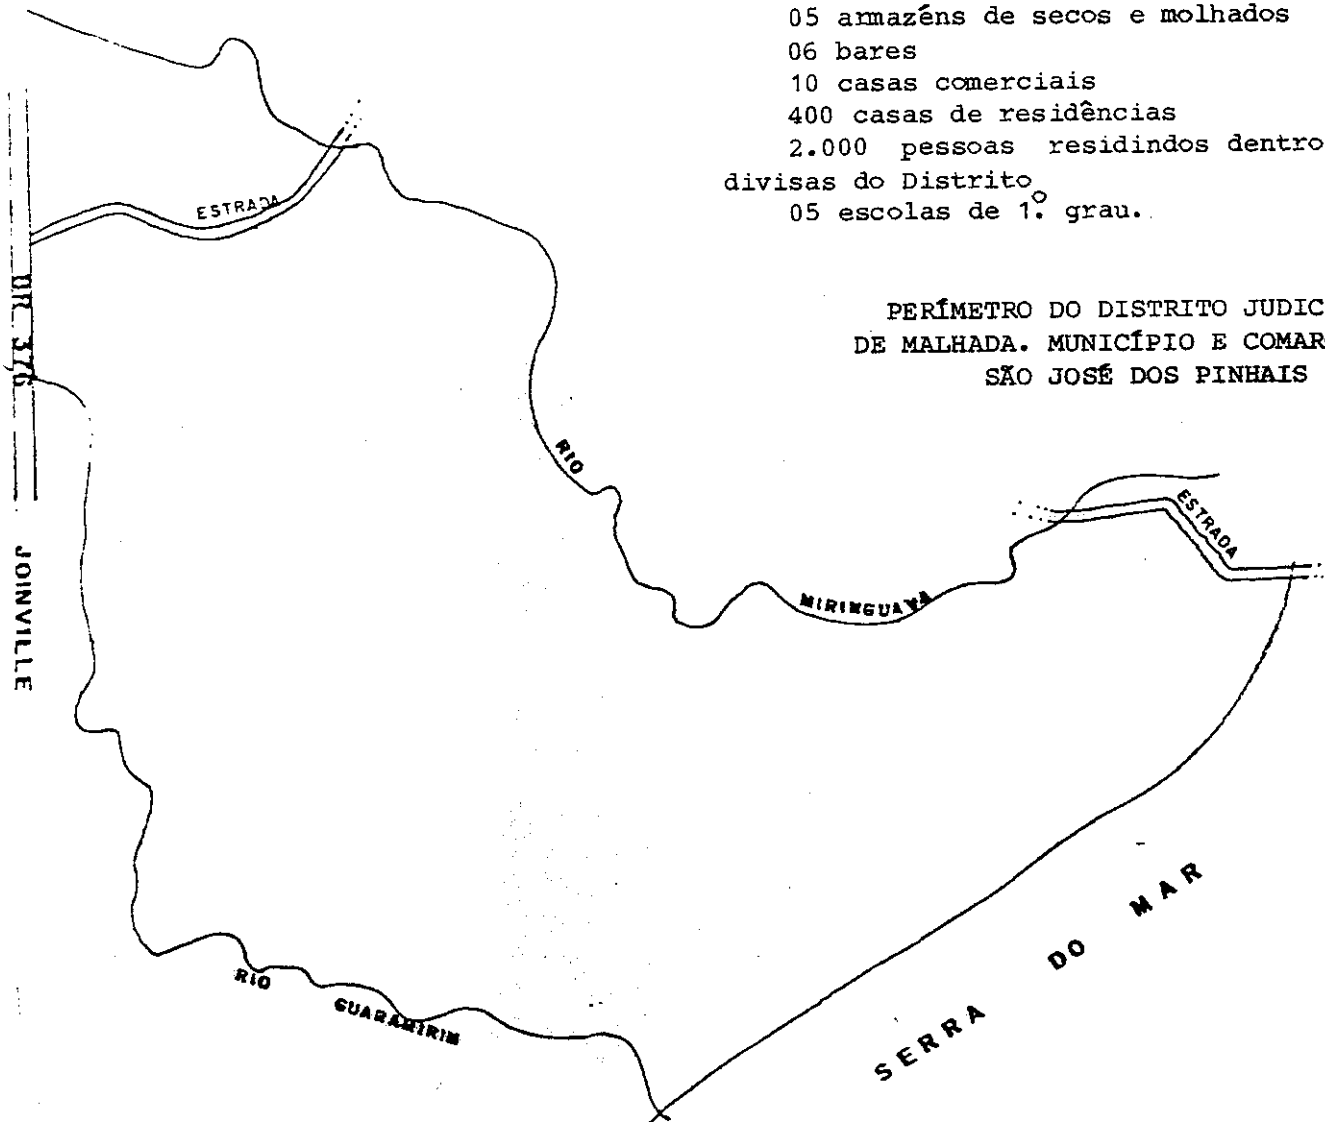 05 armazéns de secos e molhados
06 bares
10 casas comerciais
400 casas de residências
2.000 pessoas residindos dentro
divisas do Distrito
05 escolas de 1º. grau.
PERÍMETRO DO DISTRITO JUDIC
DE MALHADA. MUNICÍPIO E COMAR
SÃO JOSÉ DOS PINHAIS
ESTRADA
BR. 376
JOINVILLE
RIO
MIRINGUAVA
ESTRADA
RIO
GUARAMIRIM
SERRA DO MAR